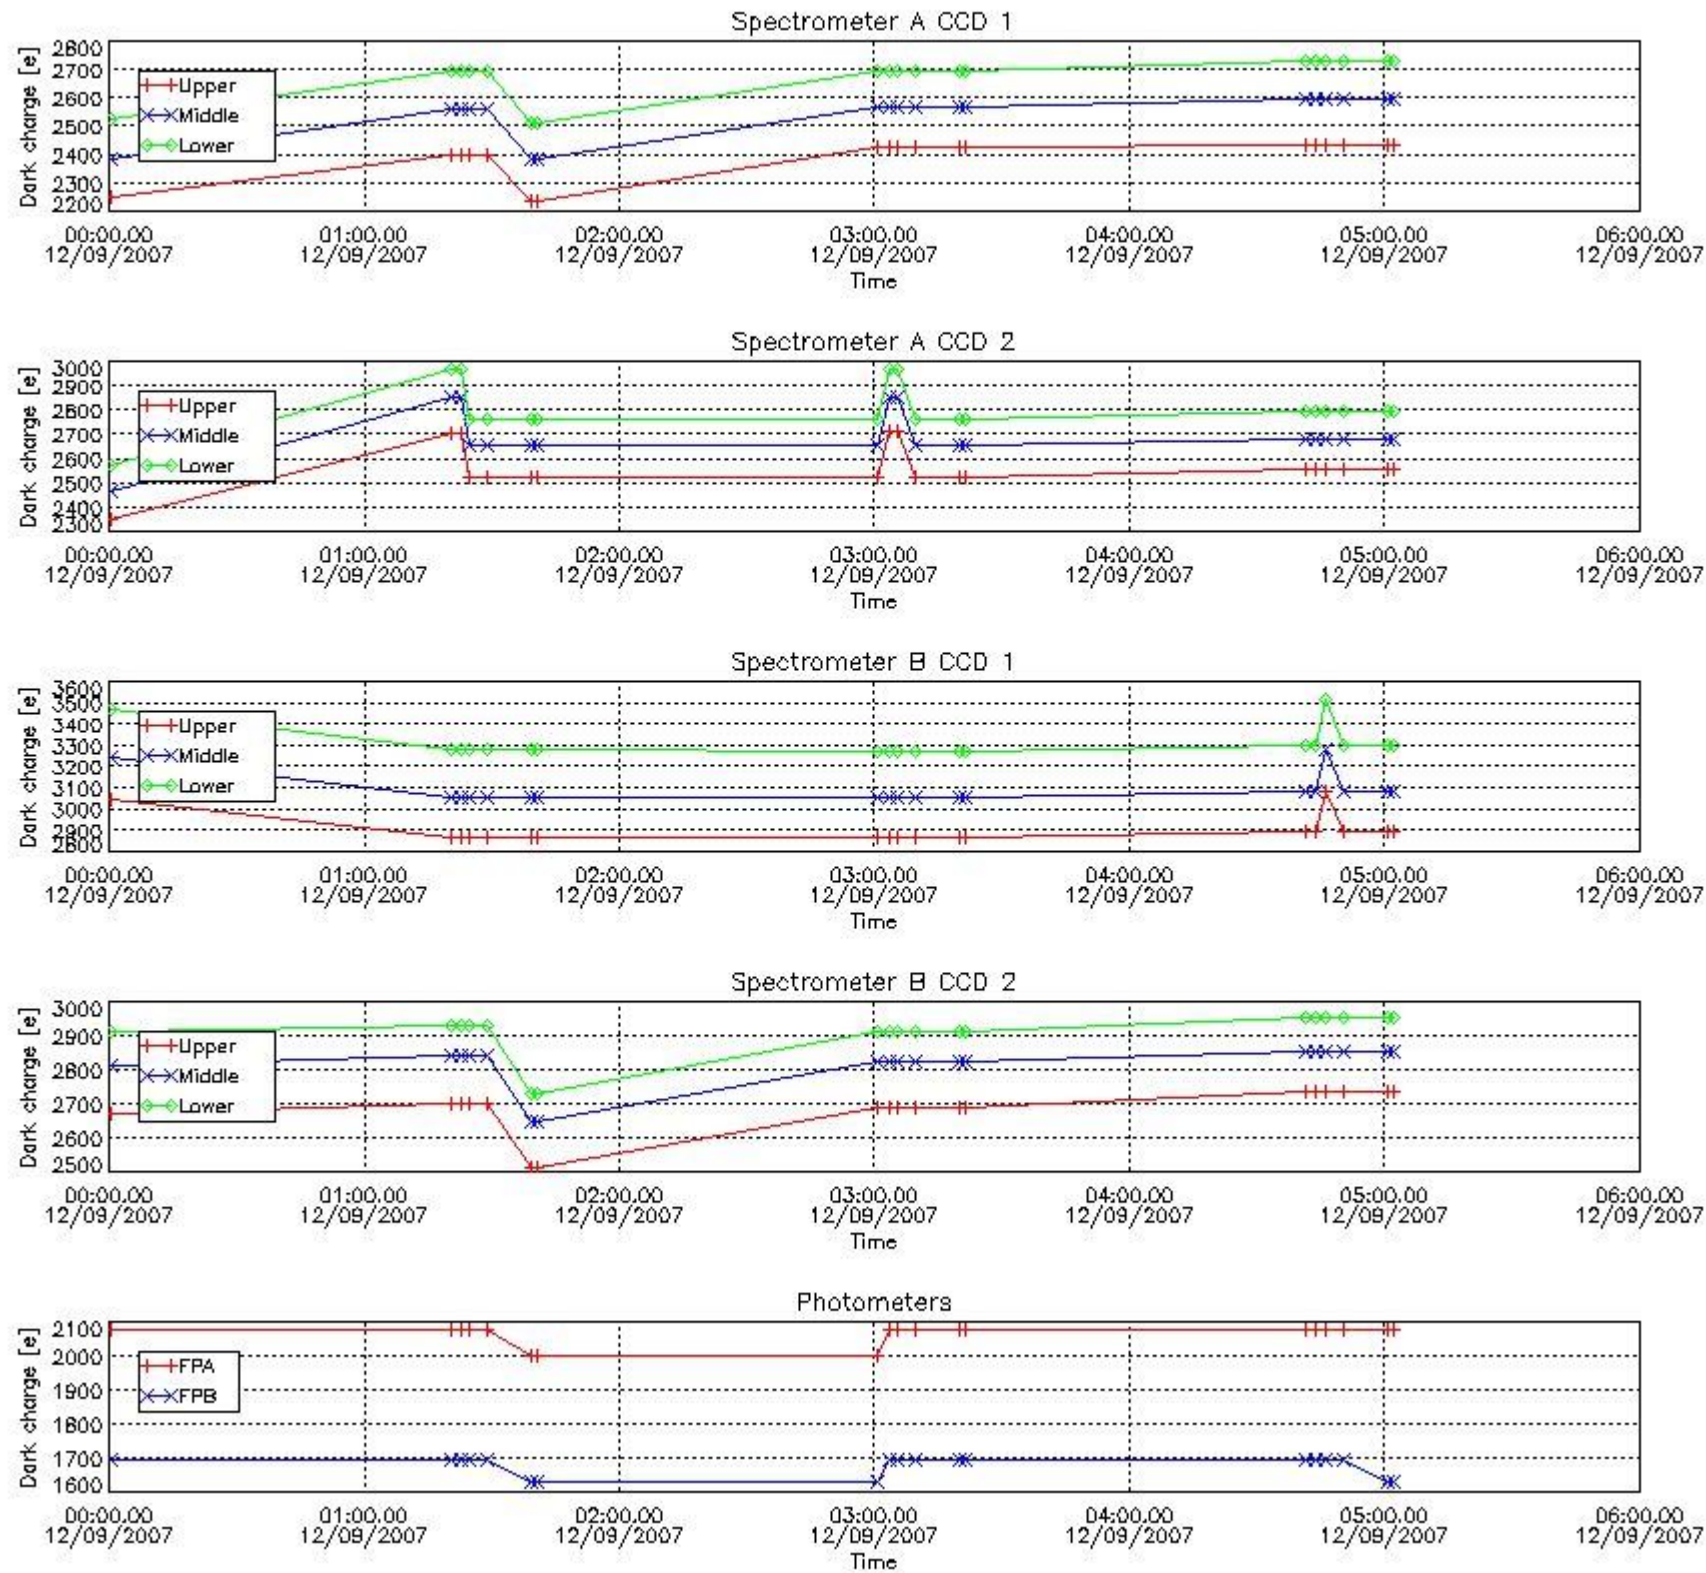 Spectrometer A CCD 1
Dark charge [e]
2800
2700
2600
2500
2400
2300
2200
Upper
Middle
Lower
00:00.00 01:00.00 02:00.00 03:00.00 04:00.00 05:00.00 06:00.00
12/09/2007 12/09/2007 12/09/2007 12/09/2007 12/09/2007 12/09/2007 12/09/2007
Time
Spectrometer A CCD 2
Dark charge [e]
3000
2900
2800
2700
2600
2500
2400
2300
Upper
Middle
Lower
00:00.00 01:00.00 02:00.00 03:00.00 04:00.00 05:00.00 06:00.00
12/09/2007 12/09/2007 12/09/2007 12/09/2007 12/09/2007 12/09/2007 12/09/2007
Time
Spectrometer B CCD 1
Dark charge [e]
3600
3500
3400
3300
3200
3100
3000
2900
2800
Upper
Middle
Lower
00:00.00 01:00.00 02:00.00 03:00.00 04:00.00 05:00.00 06:00.00
12/09/2007 12/09/2007 12/09/2007 12/09/2007 12/09/2007 12/09/2007 12/09/2007
Time
Spectrometer B CCD 2
Dark charge [e]
3000
2900
2800
2700
2600
2500
Upper
Middle
Lower
00:00.00 01:00.00 02:00.00 03:00.00 04:00.00 05:00.00 06:00.00
12/09/2007 12/09/2007 12/09/2007 12/09/2007 12/09/2007 12/09/2007 12/09/2007
Time
Photometers
Dark charge [e]
2100
2000
1900
1800
1700
1600
FPA
FPB
00:00.00 01:00.00 02:00.00 03:00.00 04:00.00 05:00.00 06:00.00
12/09/2007 12/09/2007 12/09/2007 12/09/2007 12/09/2007 12/09/2007 12/09/2007
Time